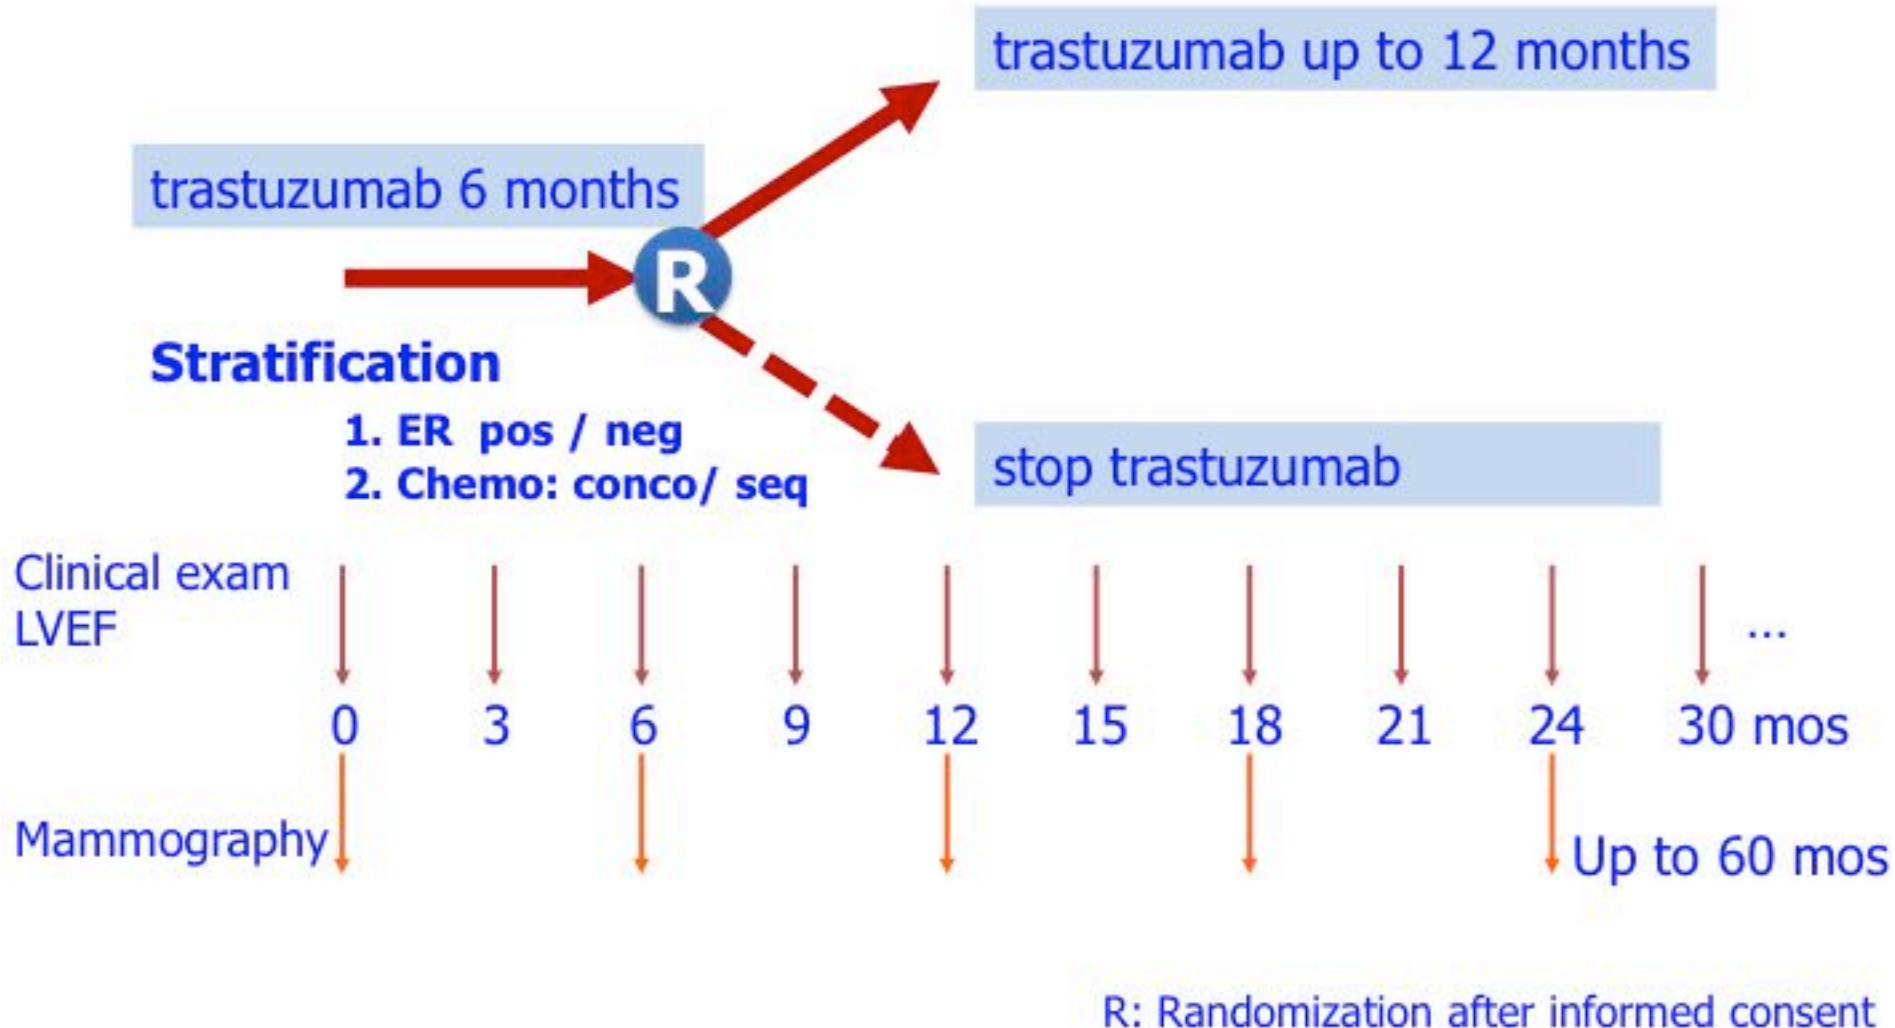 trastuzumab up to 12 months
trastuzumab 6 months
R
Stratification
1. ER pos / neg
2. Chemo: conco/ seq
stop trastuzumab
Clinical exam
LVEF
...
0 3 6 9 12 15 18 21 24 30 mos
Mammography
Up to 60 mos
R: Randomization after informed consent